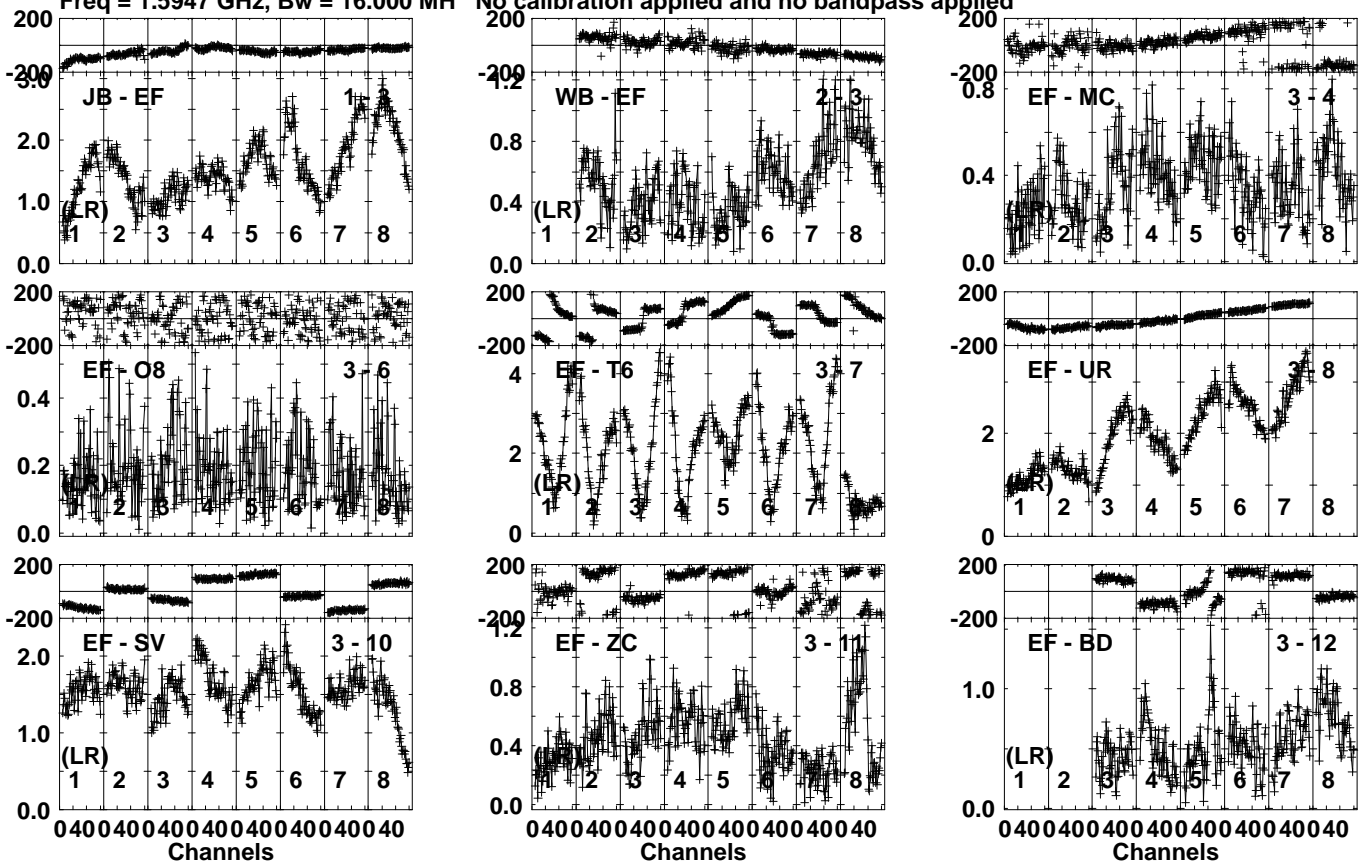 Freq = 1.5947 GHz, Bw = 16.000 MH No calibration applied and no bandpass applied
200
-200
3.0
2.0
1.0
0.0
JB - EF 1 - 3
(LR)
1 2 3 4 5 6 7 8
200
-200
1.2
0.8
0.4
0.0
WB - EF 2 - 3
(LR)
1 2 3 4 5 6 7 8
200
-200
0.8
0.4
0.0
EF - MC 3 - 4
(LR)
1 2 3 4 5 6 7 8
200
-200
0.4
0.2
0.0
EF - O8 3 - 6
(LR)
1 2 3 4 5 6 7 8
200
-200
4
2
0
EF - T6 3 - 7
(LR)
1 2 3 4 5 6 7 8
200
-200
2
0
EF - UR 3 - 8
(LR)
1 2 3 4 5 6 7 8
200
-200
2.0
1.0
0.0
EF - SV 3 - 10
(LR)
1 2 3 4 5 6 7 8
200
-200
1.2
0.8
0.4
0.0
EF - ZC 3 - 11
(LR)
1 2 3 4 5 6 7 8
200
-200
1.0
0.0
EF - BD 3 - 12
(LR)
1 2 3 4 5 6 7 8
0 40 0 40 0 40 0 40 0 40 0 40 0 40 0 40
Channels
0 40 0 40 0 40 0 40 0 40 0 40 0 40 0 40
Channels
0 40 0 40 0 40 0 40 0 40 0 40 0 40 0 40
Channels